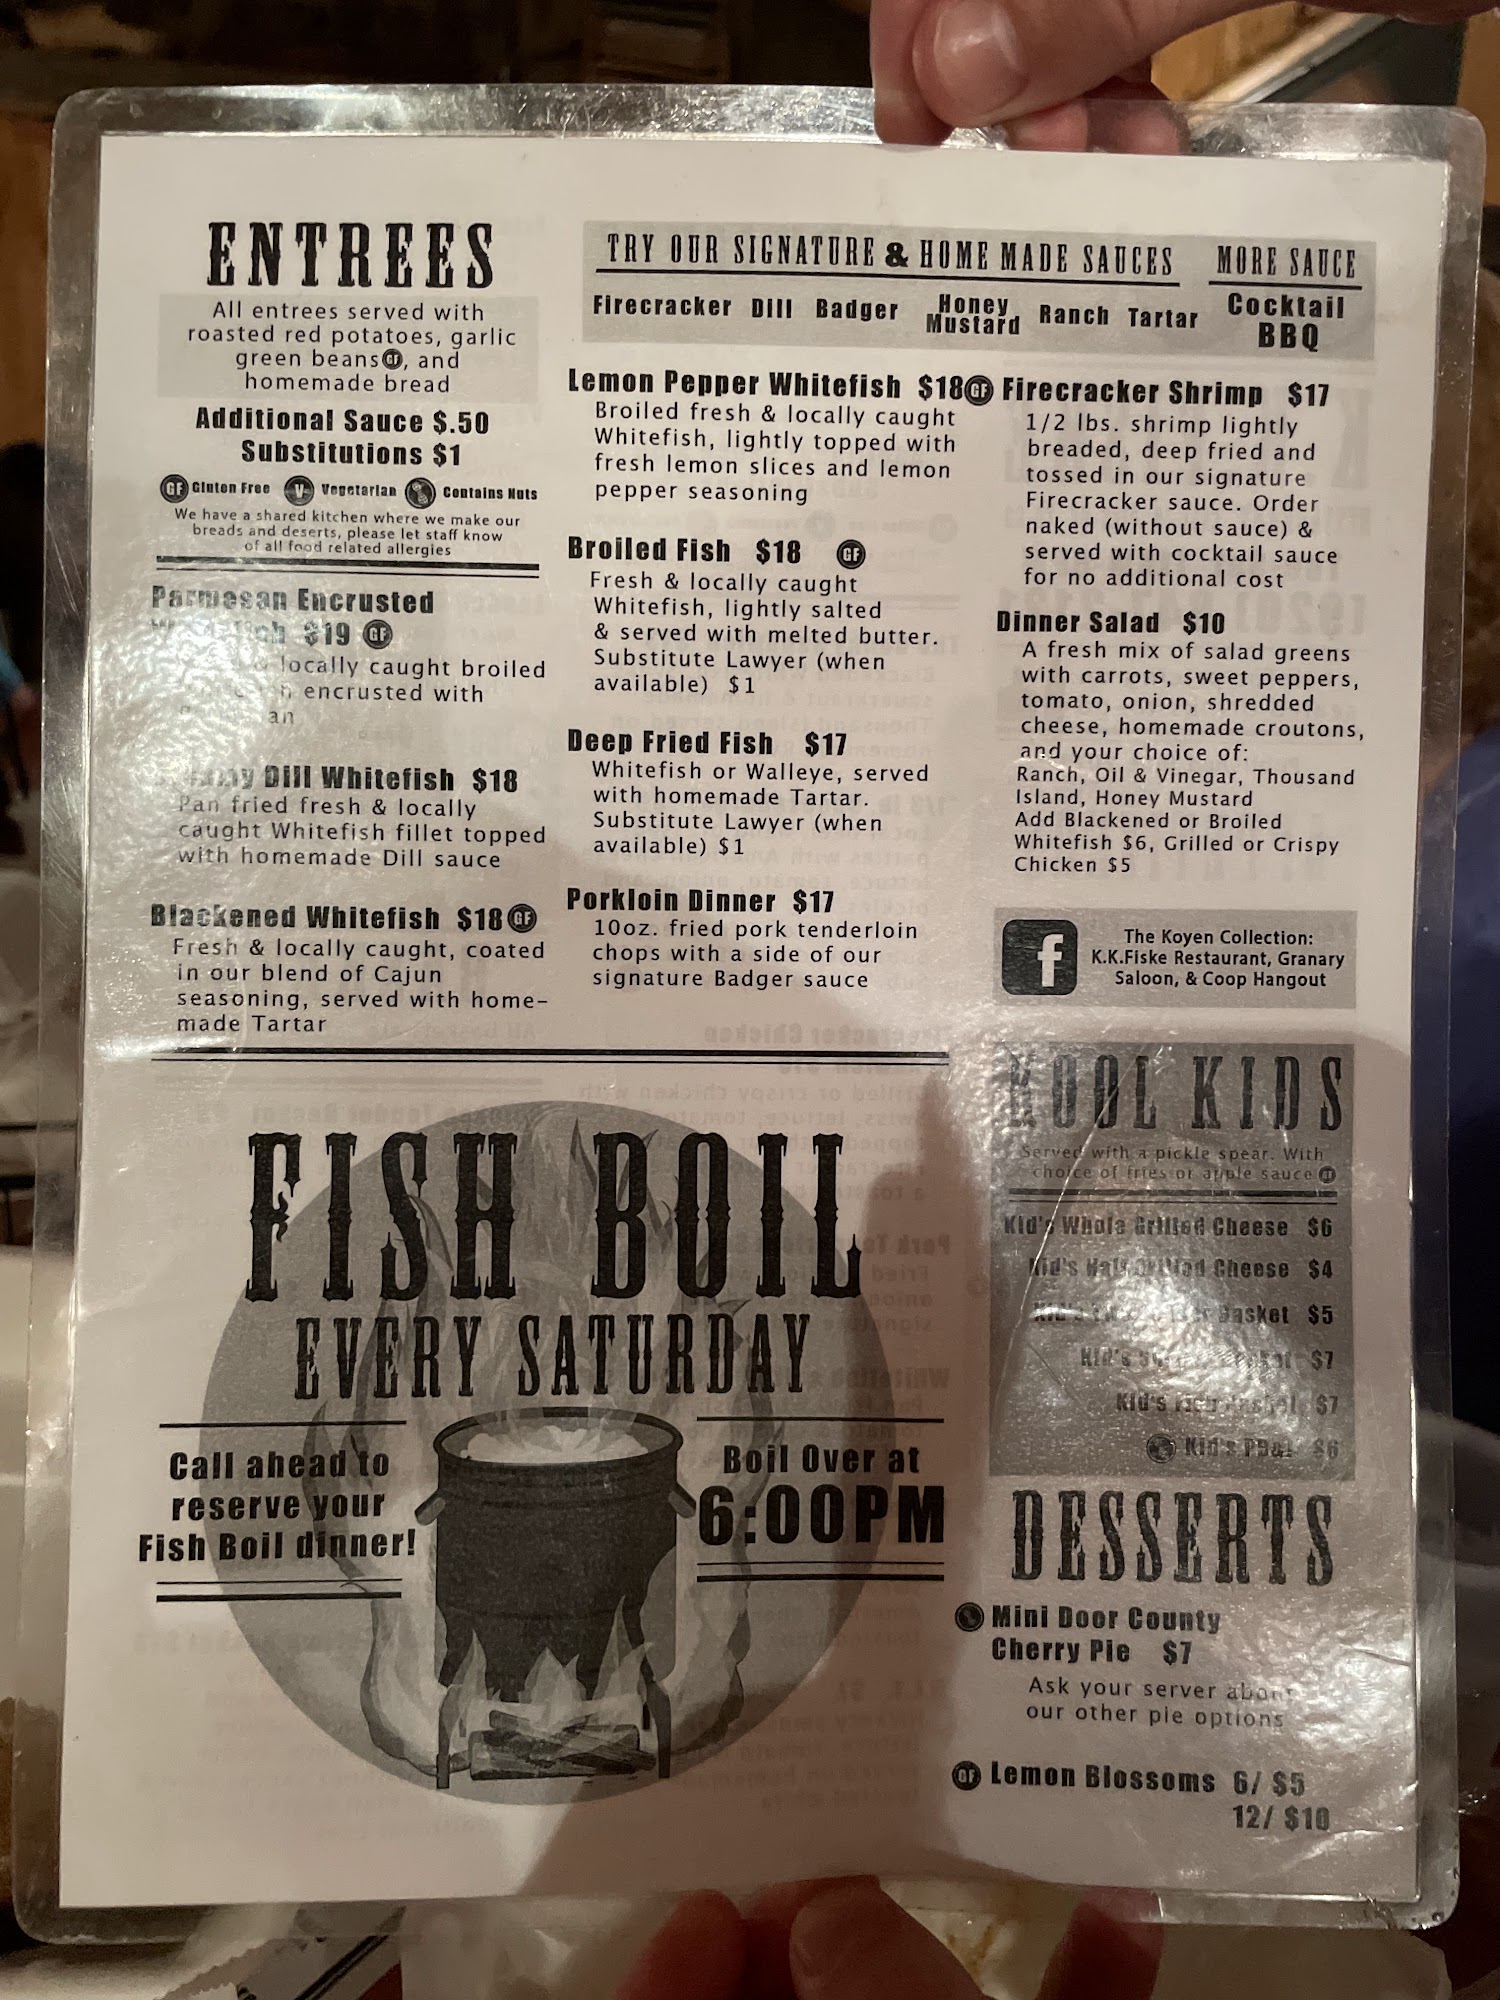 ENTREES
All entrees served with
roasted red potatoes, garlic
green beans GF, and
homemade bread
Additional Sauce $.50
Substitutions $1
GF Gluten Free V Vegetarian Contains Nuts
We have a shared kitchen where we make our
breads and deserts, please let staff know
of all food related allergies
Parmesan Encrusted
$19 GF
& locally caught broiled
encrusted with
Dill Whitefish $18
Pan fried fresh & locally
caught Whitefish fillet topped
with homemade Dill sauce
Blackened Whitefish $18 GF
Fresh & locally caught, coated
in our blend of Cajun
seasoning, served with home-
made Tartar
TRY OUR SIGNATURE & HOME MADE SAUCES
Firecracker Dill Badger Honey Mustard Ranch Tartar
MORE SAUCE
Cocktail
BBQ
Lemon Pepper Whitefish $18 GF
Broiled fresh & locally caught
Whitefish, lightly topped with
fresh lemon slices and lemon
pepper seasoning
Broiled Fish $18 GF
Fresh & locally caught
Whitefish, lightly salted
& served with melted butter.
Substitute Lawyer (when
available) $1
Deep Fried Fish $17
Whitefish or Walleye, served
with homemade Tartar.
Substitute Lawyer (when
available) $1
Porkloin Dinner $17
10oz. fried pork tenderloin
chops with a side of our
signature Badger sauce
Firecracker Shrimp $17
1/2 lbs. shrimp lightly
breaded, deep fried and
tossed in our signature
Firecracker sauce. Order
naked (without sauce) &
served with cocktail sauce
for no additional cost
Dinner Salad $10
A fresh mix of salad greens
with carrots, sweet peppers,
tomato, onion, shredded
cheese, homemade croutons,
and your choice of:
Ranch, Oil & Vinegar, Thousand
Island, Honey Mustard
Add Blackened or Broiled
Whitefish $6, Grilled or Crispy
Chicken $5
f
The Koyen Collection:
K.K.Fiske Restaurant, Granary
Saloon, & Coop Hangout
FISH BOIL
EVERY SATURDAY
Call ahead to
reserve your
Fish Boil dinner!
Boil Over at
6:00PM
KOOL KIDS
Served with a pickle spear. With
choice of fries or apple sauce GF
Kid's Whole Grilled Cheese $6
Kid's Half Grilled Cheese $4
Basket $5
Kid's $7
Kid's $7
Kid's PB&J $6
DESSERTS
Mini Door County
Cherry Pie $7
Ask your server about
our other pie options
GF Lemon Blossoms 6/ $5
12/ $10